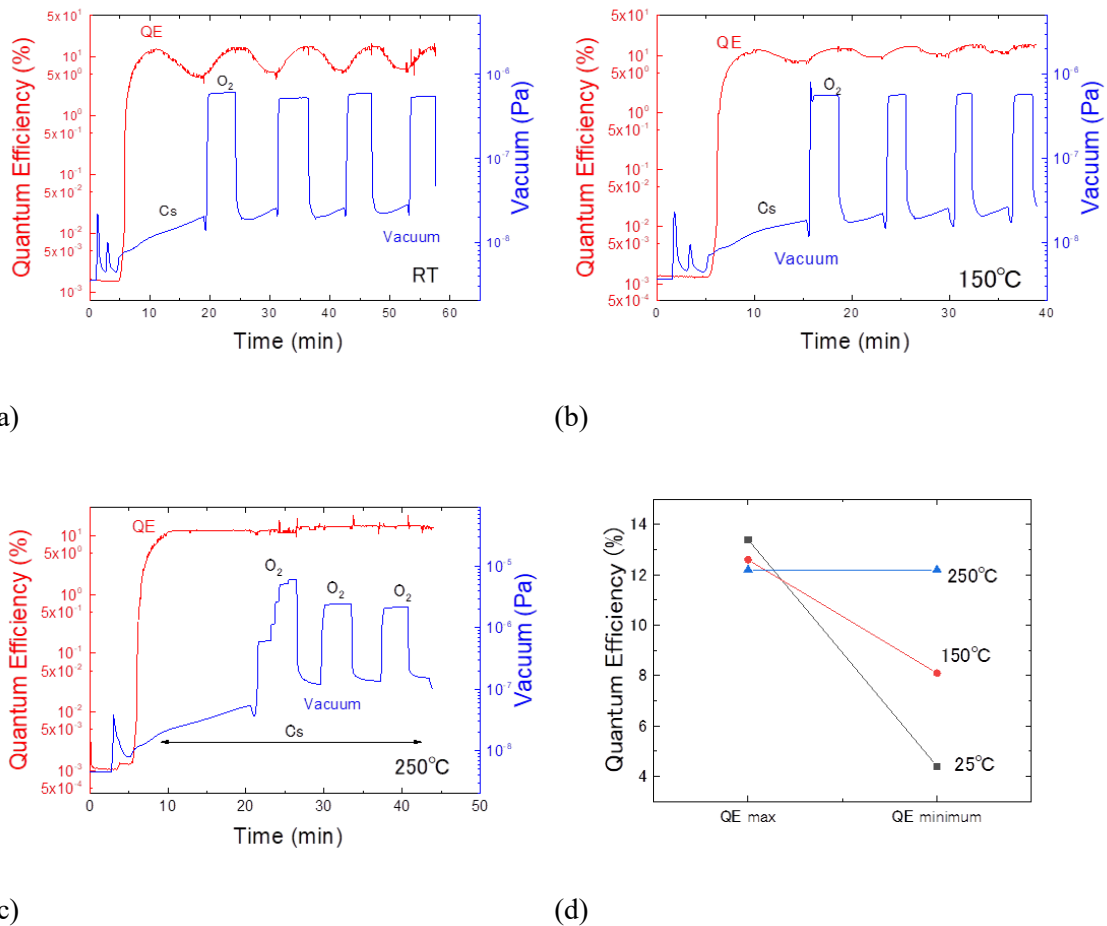 5x10¹
QE
10¹
5x10⁰
10⁰
5x10⁻¹
10⁻¹
5x10⁻²
10⁻²
5x10⁻³
10⁻³
Quantum Efficiency (%)
O₂
Cs
Vacuum
RT
10⁻⁶
10⁻⁷
10⁻⁸
Vacuum (Pa)
0 10 20 30 40 50 60
Time (min)
a)
5x10¹
QE
10¹
5x10⁰
10⁰
5x10⁻¹
10⁻¹
5x10⁻²
10⁻²
5x10⁻³
10⁻³
5x10⁻⁴
Quantum Efficiency (%)
O₂
Cs
Vacuum
150°C
10⁻⁶
10⁻⁷
10⁻⁸
Vacuum (Pa)
0 10 20 30 40
Time (min)
(b)
QE
10¹
5x10⁰
10⁰
5x10⁻¹
10⁻¹
5x10⁻²
10⁻²
5x10⁻³
10⁻³
5x10⁻⁴
Quantum Efficiency (%)
O₂ O₂ O₂
Vacuum
Cs
250°C
10⁻⁵
10⁻⁶
10⁻⁷
10⁻⁸
Vacuum (Pa)
0 10 20 30 40 50
Time (min)
c)
14
12
10
8
6
4
Quantum Efficiency (%)
250°C
150°C
25°C
QE max QE minimum
(d)